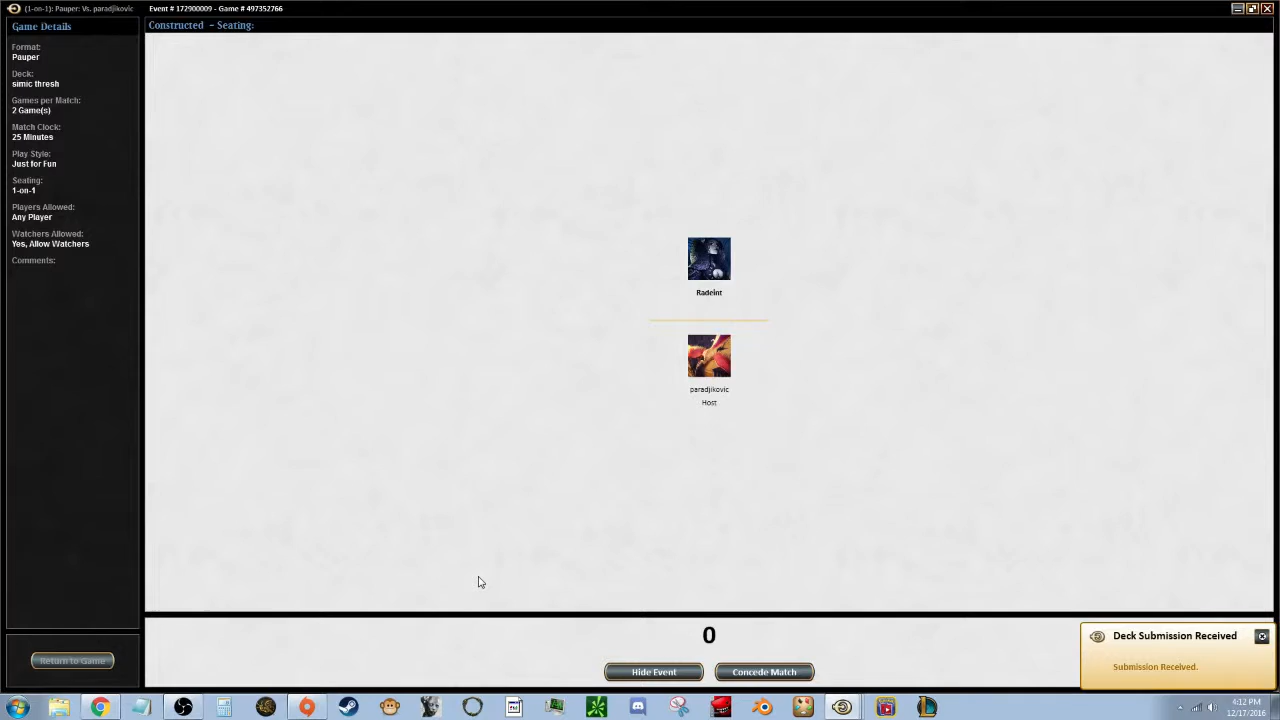 (1-on-1): Pauper: Vs. paradjikovic
Event # 172900009 - Game # 497352766
Game Details
Constructed - Seating:
Format:
Pauper
Deck:
simic thresh
Games per Match:
2 Game(s)
Match Clock:
25 Minutes
Play Style:
Just for Fun
Seating:
1-on-1
Players Allowed:
Any Player
Watchers Allowed:
Yes, Allow Watchers
Comments:
Radeint
paradjikovic
Host
0
Hide Event
Concede Match
Return to Game
Deck Submission Received
Submission Received.
4:12 PM
12/17/2016